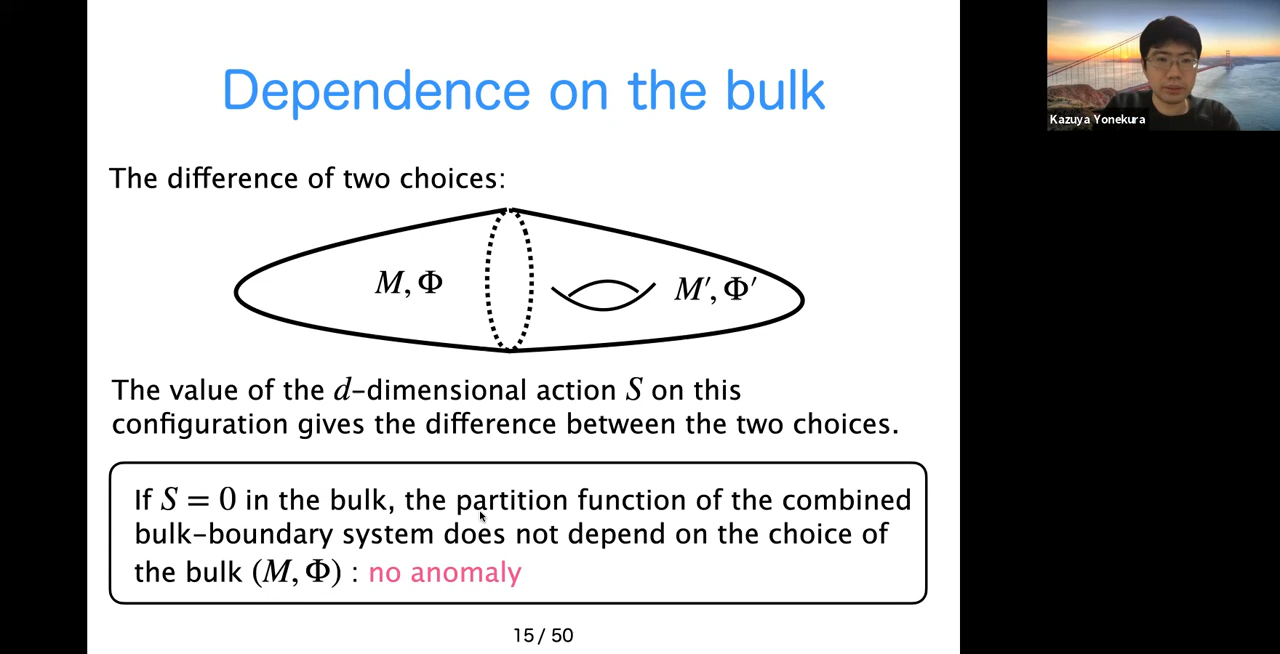 Dependence on the bulk
Kazuya Yonekura
The difference of two choices:
M, Φ
M′, Φ′
The value of the d-dimensional action S on this
configuration gives the difference between the two choices.
If S = 0 in the bulk, the partition function of the combined
bulk-boundary system does not depend on the choice of
the bulk (M, Φ) : no anomaly
15 / 50